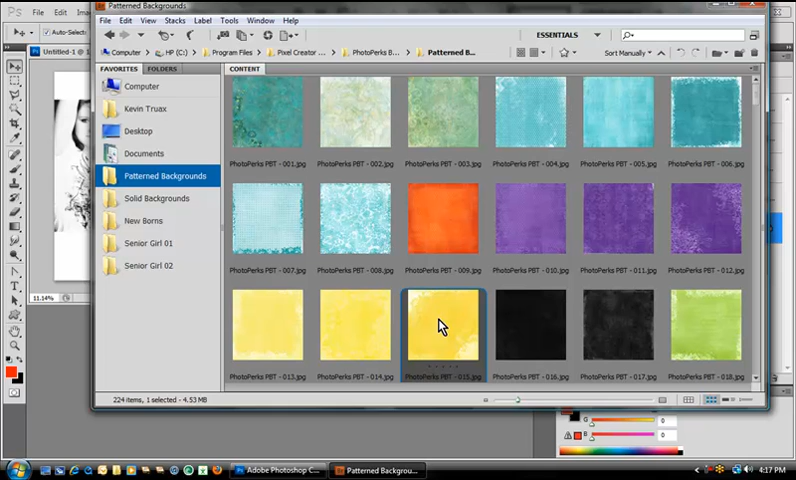 Ps File
Untitled-1 @ 1
11.14%
Br Patterned Backgrounds
File Edit View Stacks Label Tools Window Help
ESSENTIALS
Computer HP (C:) Program Files Pixel Creator ... PhotoPerks B... Patterned B...
Sort Manually
FAVORITES FOLDERS
Computer
Kevin Truax
Desktop
Documents
Patterned Backgrounds
Solid Backgrounds
New Borns
Senior Girl 01
Senior Girl 02
CONTENT
PhotoPerks PBT - 001.jpg PhotoPerks PBT - 002.jpg PhotoPerks PBT - 003.jpg PhotoPerks PBT - 004.jpg PhotoPerks PBT - 005.jpg PhotoPerks PBT - 006.jpg
PhotoPerks PBT - 007.jpg PhotoPerks PBT - 008.jpg PhotoPerks PBT - 009.jpg PhotoPerks PBT - 010.jpg PhotoPerks PBT - 011.jpg PhotoPerks PBT - 012.jpg
PhotoPerks PBT - 013.jpg PhotoPerks PBT - 014.jpg PhotoPerks PBT - 015.jpg PhotoPerks PBT - 016.jpg PhotoPerks PBT - 017.jpg PhotoPerks PBT - 018.jpg
224 items, 1 selected - 4.53 MB
G 0
B 0
Adobe Photoshop C... Patterned Backgrou...
4:17 PM